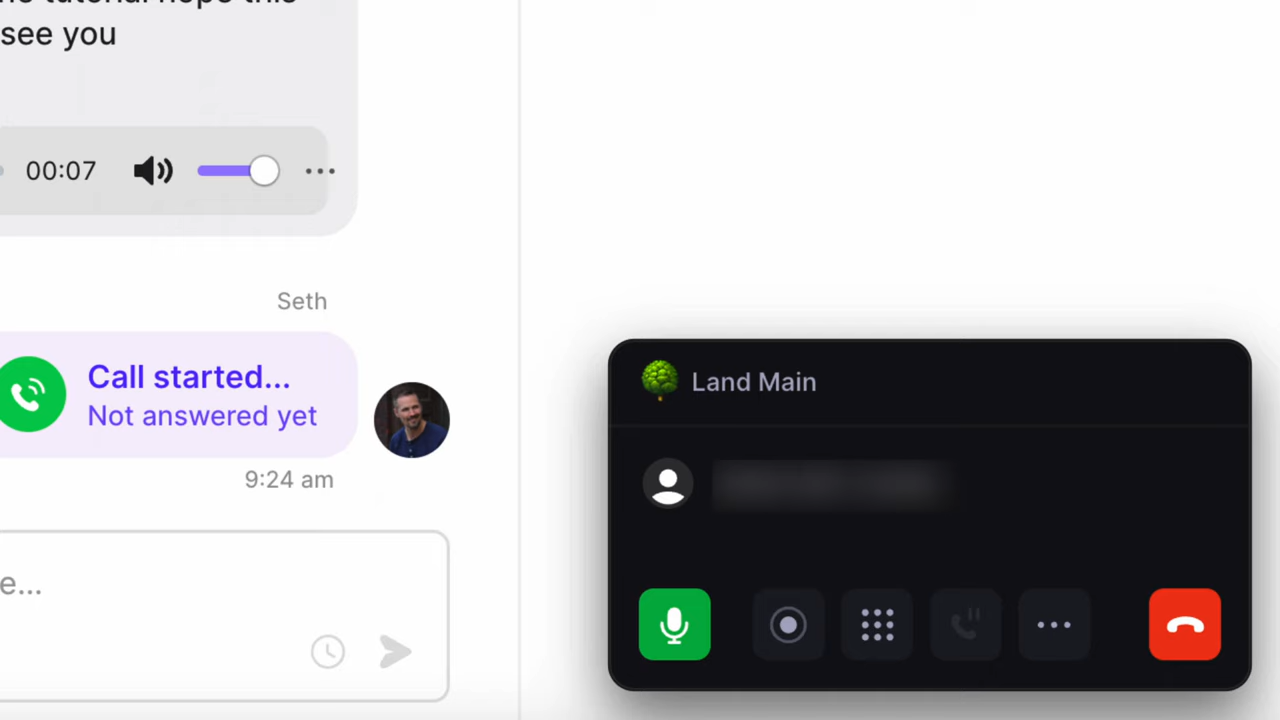 see you
00:07
Seth
Call started...
Not answered yet
9:24 am
e...
Land Main